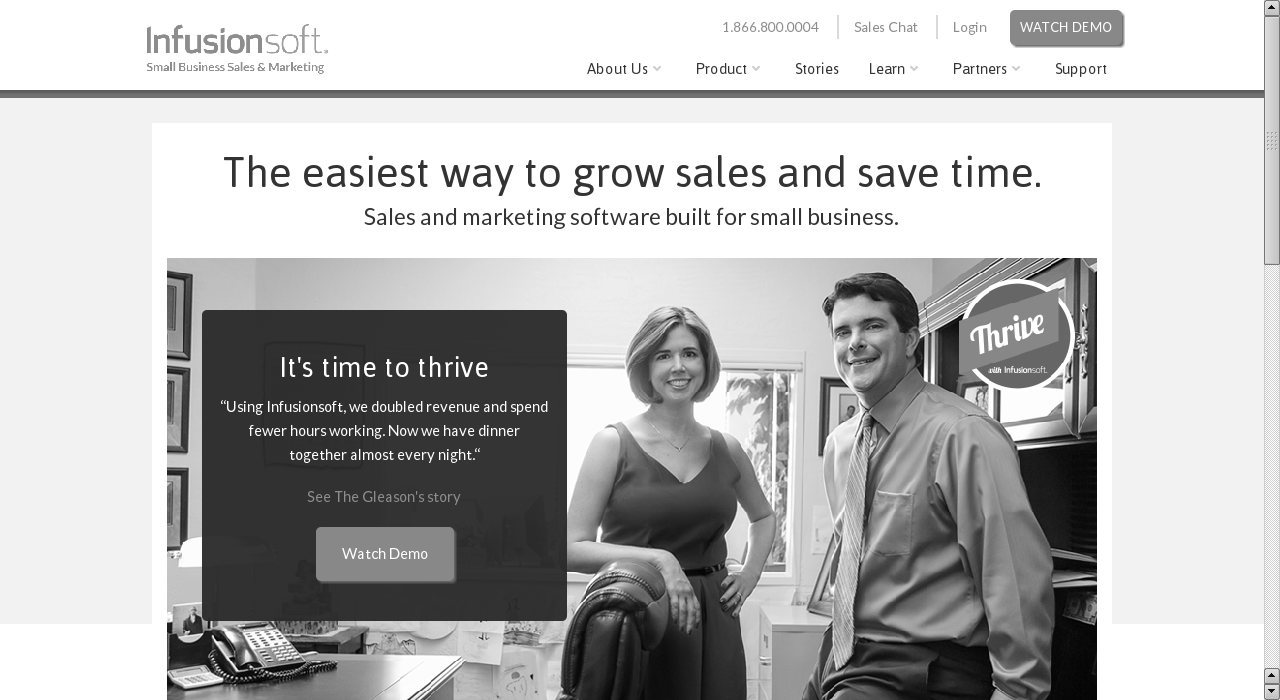 Infusionsoft.
Small Business Sales & Marketing
1.866.800.0004
Sales Chat
Login
WATCH DEMO
About Us
Product
Stories
Learn
Partners
Support
The easiest way to grow sales and save time.
Sales and marketing software built for small business.
It's time to thrive
“Using Infusionsoft, we doubled revenue and spend
fewer hours working. Now we have dinner
together almost every night.“
See The Gleason's story
Watch Demo
Thrive
with Infusionsoft.